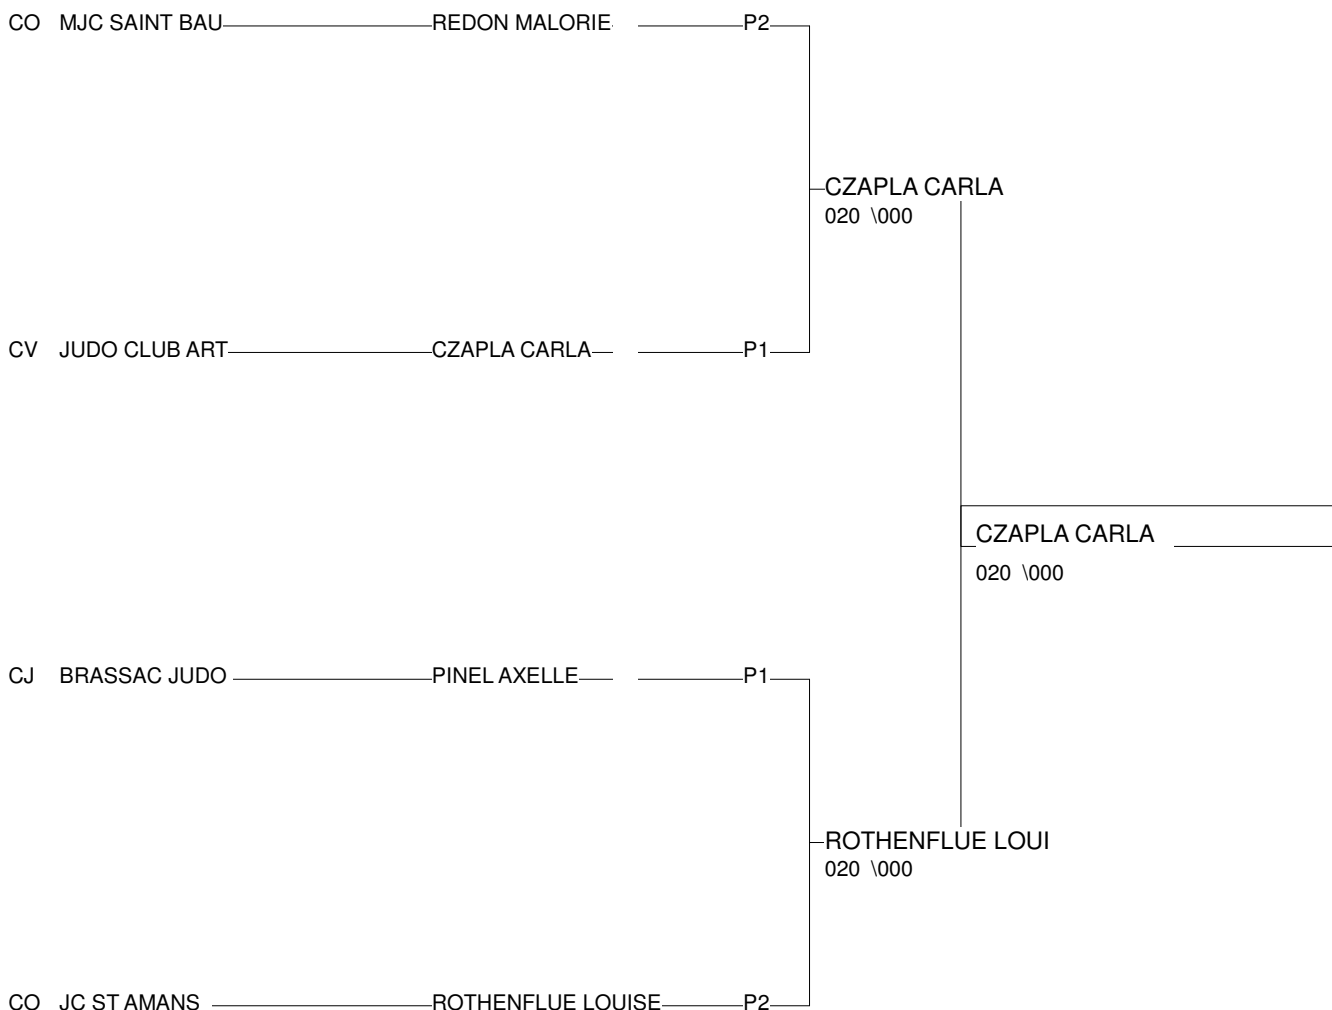 CO MJC SAINT BAU REDON MALORIE P2
CZAPLA CARLA
020 \000
CV JUDO CLUB ART CZAPLA CARLA P1
CZAPLA CARLA
020 \000
CJ BRASSAC JUDO PINEL AXELLE P1
ROTHENFLUE LOUI
020 \000
CO JC ST AMANS ROTHENFLUE LOUISE P2